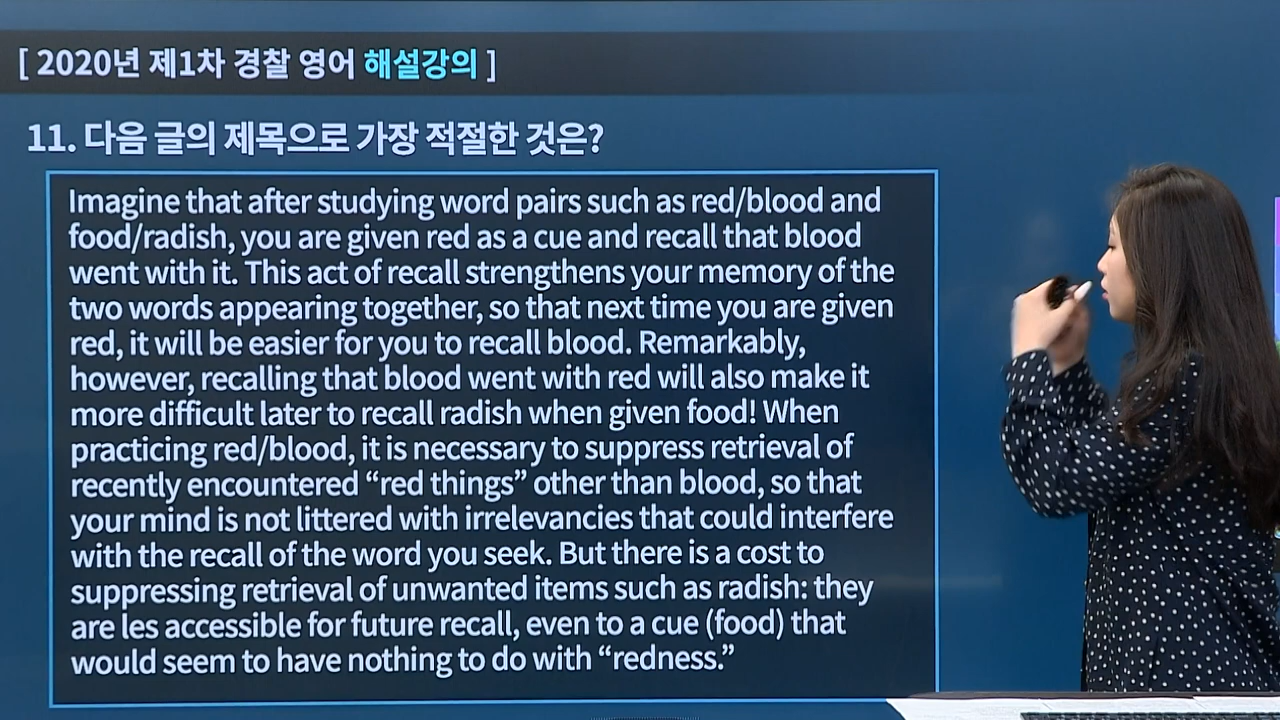 [ 2020년 제1차 경찰 영어 해설강의 ]
11. 다음 글의 제목으로 가장 적절한 것은?
Imagine that after studying word pairs such as red/blood and
food/radish, you are given red as a cue and recall that blood
went with it. This act of recall strengthens your memory of the
two words appearing together, so that next time you are given
red, it will be easier for you to recall blood. Remarkably,
however, recalling that blood went with red will also make it
more difficult later to recall radish when given food! When
practicing red/blood, it is necessary to suppress retrieval of
recently encountered “red things” other than blood, so that
your mind is not littered with irrelevancies that could interfere
with the recall of the word you seek. But there is a cost to
suppressing retrieval of unwanted items such as radish: they
are les accessible for future recall, even to a cue (food) that
would seem to have nothing to do with “redness.”